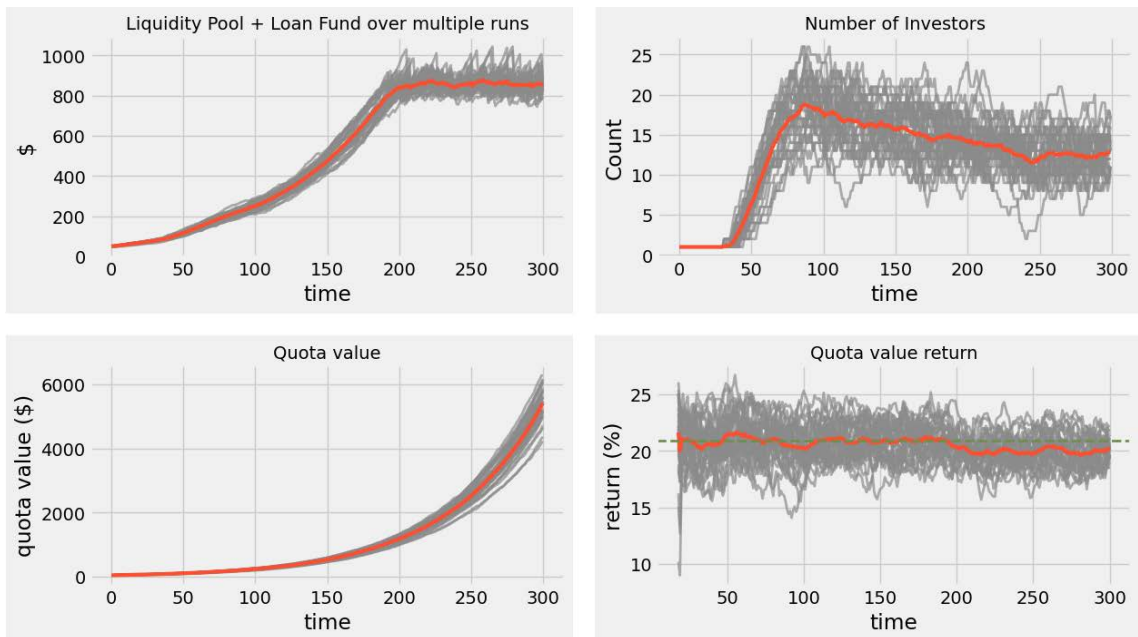 Liquidity Pool + Loan Fund over multiple runs
1000
800
600
400
200
0
$
0 50 100 150 200 250 300
time
Number of Investors
25
20
15
10
5
0
Count
0 50 100 150 200 250 300
time
Quota value
6000
4000
2000
0
quota value ($)
0 50 100 150 200 250 300
time
Quota value return
25
20
15
10
return (%)
50 100 150 200 250 300
time